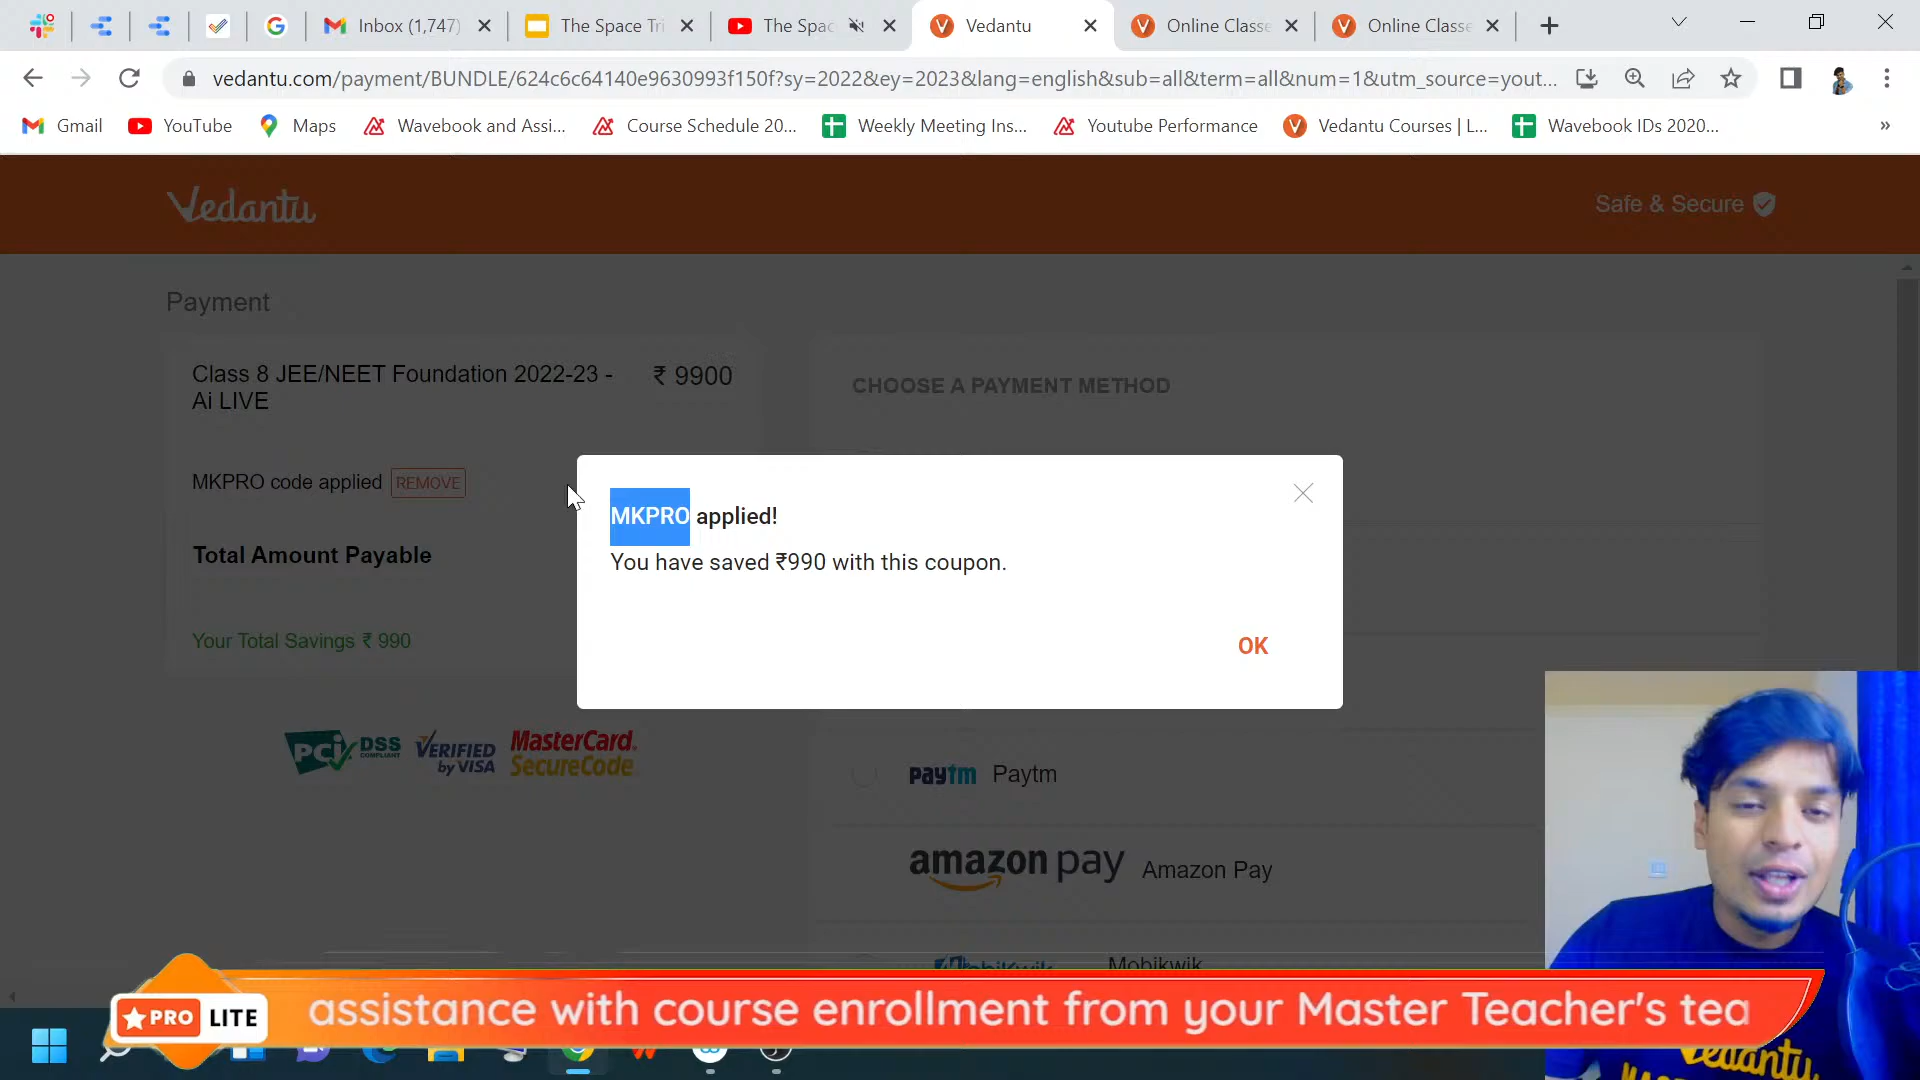 Inbox (1,747)
The Space Tri
The Spac
Vedantu
Online Classe
Online Classe
vedantu.com/payment/BUNDLE/624c6c64140e9630993f150f?sy=2022&ey=2023&lang=english&sub=all&term=all&num=1&utm_source=yout...
Gmail
YouTube
Maps
Wavebook and Assi...
Course Schedule 20...
Weekly Meeting Ins...
Youtube Performance
Vedantu Courses | L...
Wavebook IDs 2020...
»
Vedantu
Safe & Secure
Payment
Class 8 JEE/NEET Foundation 2022-23 -
Ai LIVE
₹ 9900
CHOOSE A PAYMENT METHOD
MKPRO code applied REMOVE
MKPRO applied!
You have saved ₹990 with this coupon.
OK
Total Amount Payable
Your Total Savings ₹ 990
PCI DSS
COMPLIANT
VERIFIED
by VISA
MasterCard.
SecureCode.
paytm Paytm
amazon pay Amazon Pay
MobiKwik Mobikwik
PRO LITE
assistance with course enrollment from your Master Teacher's tea
Vedantu